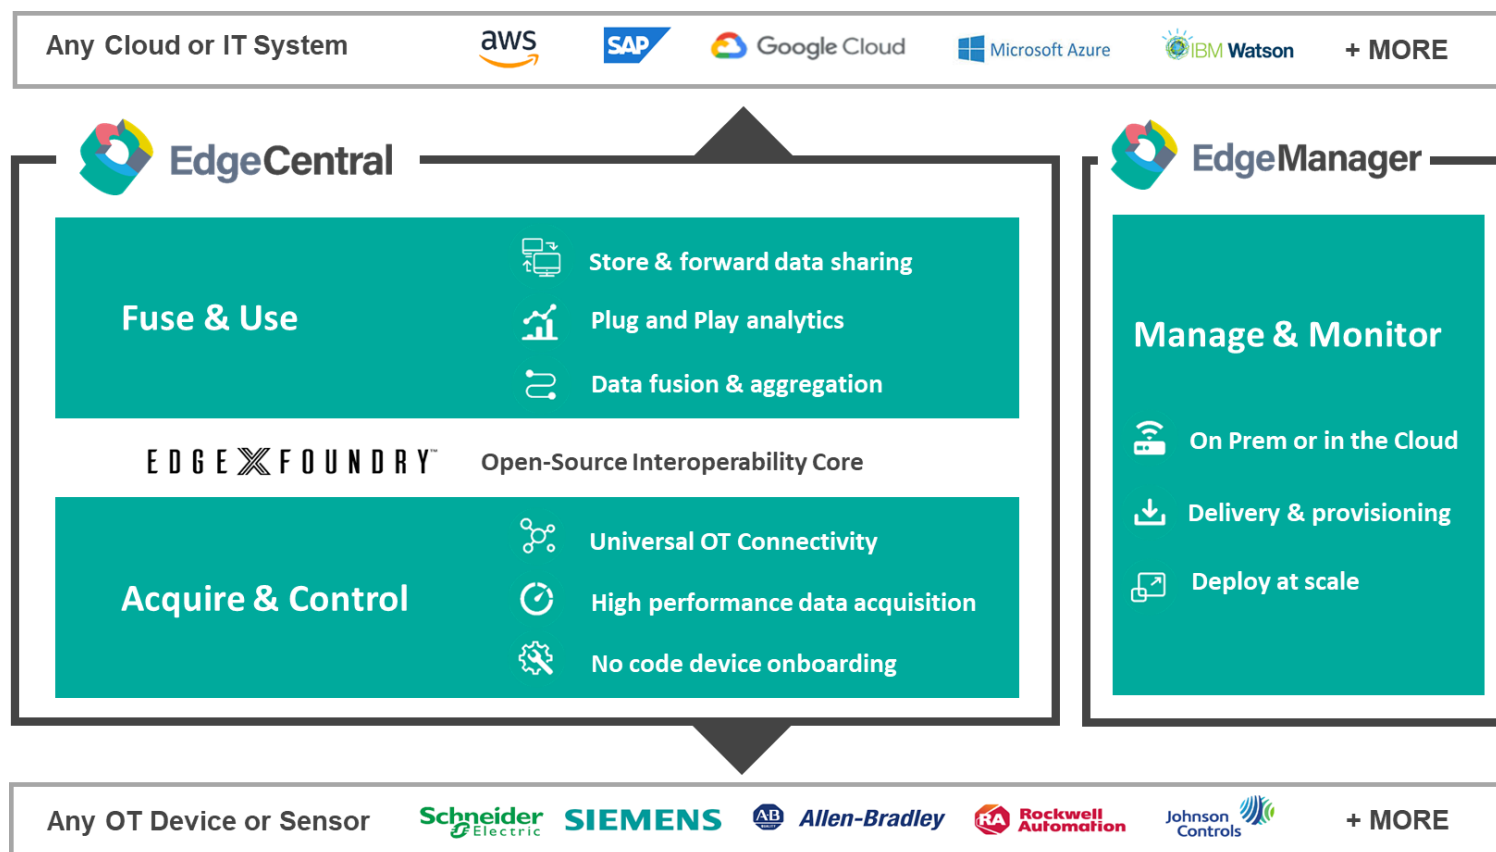 Any Cloud or IT System
aws
SAP
Google Cloud
Microsoft Azure
IBM Watson
+ MORE
EdgeCentral
Fuse & Use
Store & forward data sharing
Plug and Play analytics
Data fusion & aggregation
EDGEXFOUNDRY™
Open-Source Interoperability Core
Acquire & Control
Universal OT Connectivity
High performance data acquisition
No code device onboarding
EdgeManager
Manage & Monitor
On Prem or in the Cloud
Delivery & provisioning
Deploy at scale
Any OT Device or Sensor
Schneider
Electric
SIEMENS
AB
Allen-Bradley
RA
Rockwell
Automation
Johnson
Controls
+ MORE